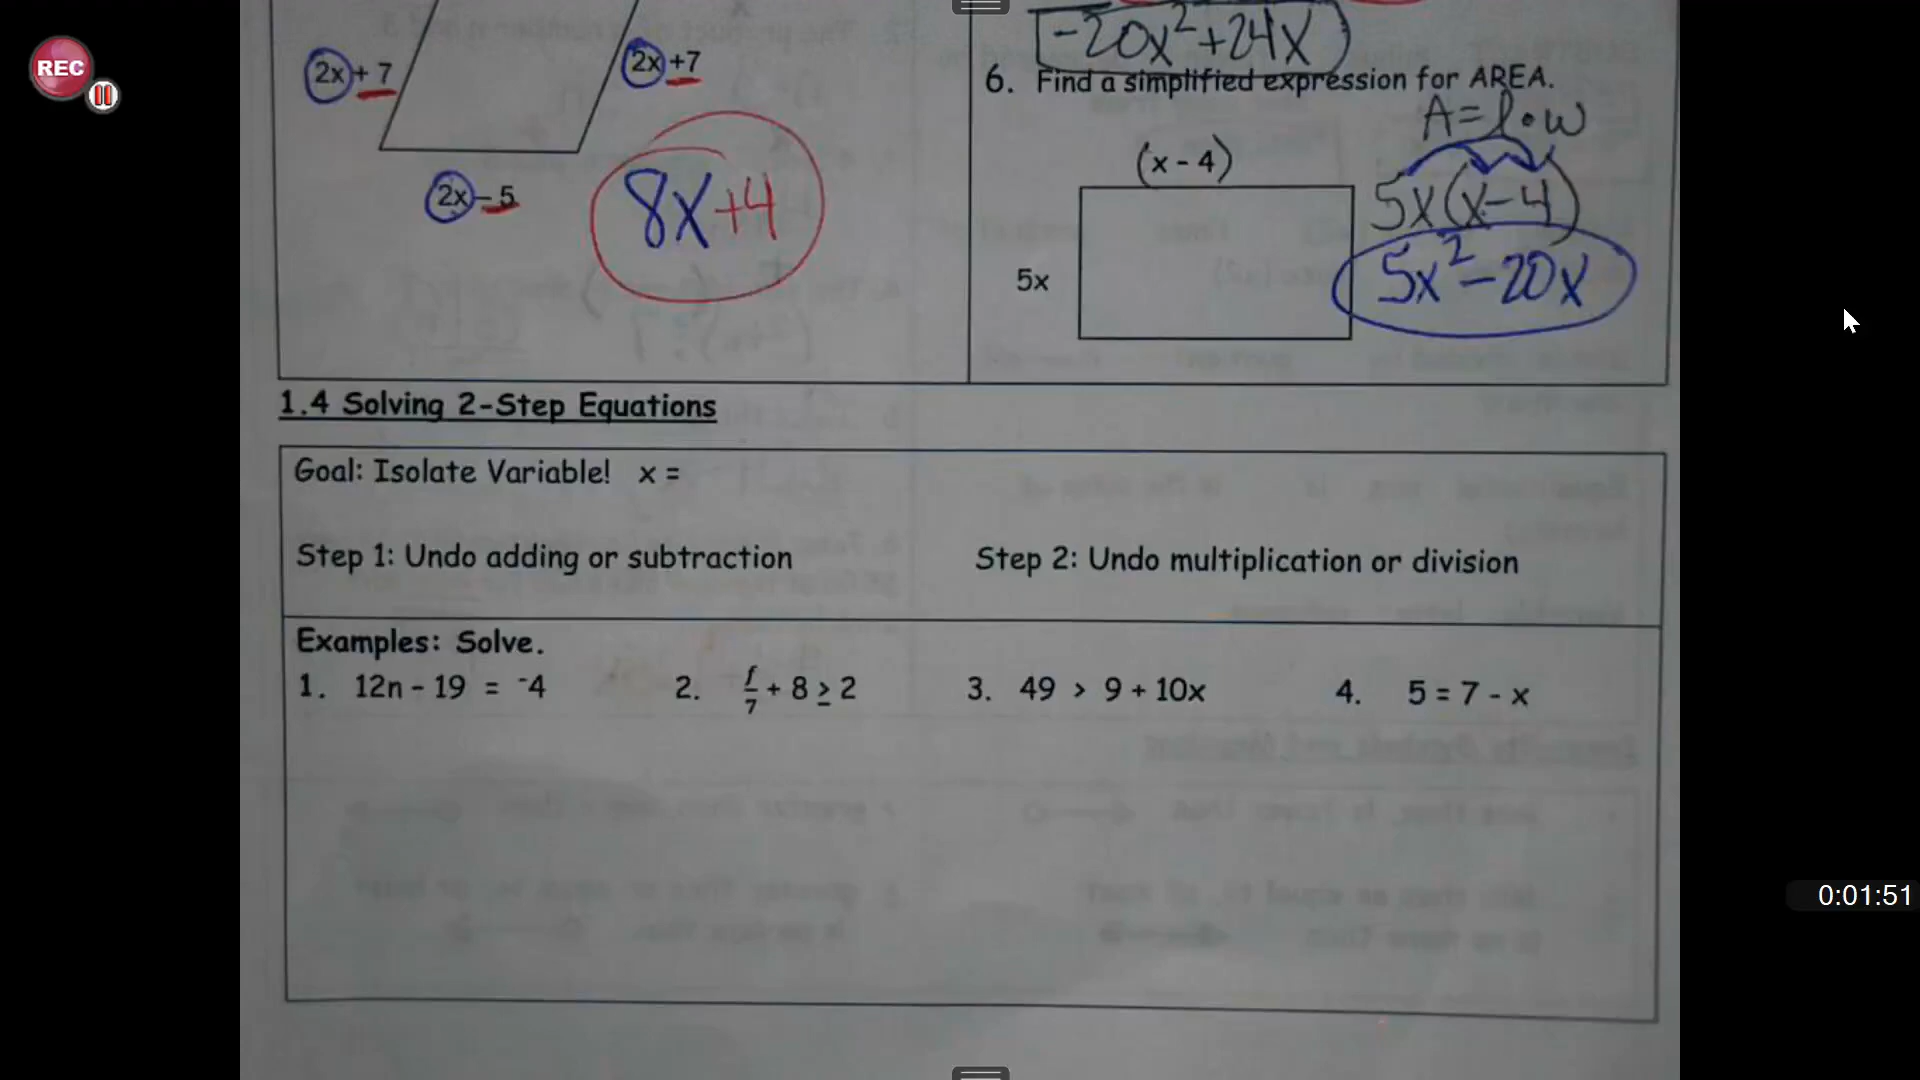 REC
2x + 7
2x +7
2x - 5
8x+4
-20x²+24x
6. Find a simplified expression for AREA.
A = l • w
(x - 4)
5x(x-4)
5x
5x² - 20x
1.4 Solving 2-Step Equations
Goal: Isolate Variable! x =
Step 1: Undo adding or subtraction
Step 2: Undo multiplication or division
Examples: Solve.
1. 12n - 19 = ⁻4
2. f/7 + 8 ≥ 2
3. 49 > 9 + 10x
4. 5 = 7 - x
0:01:51